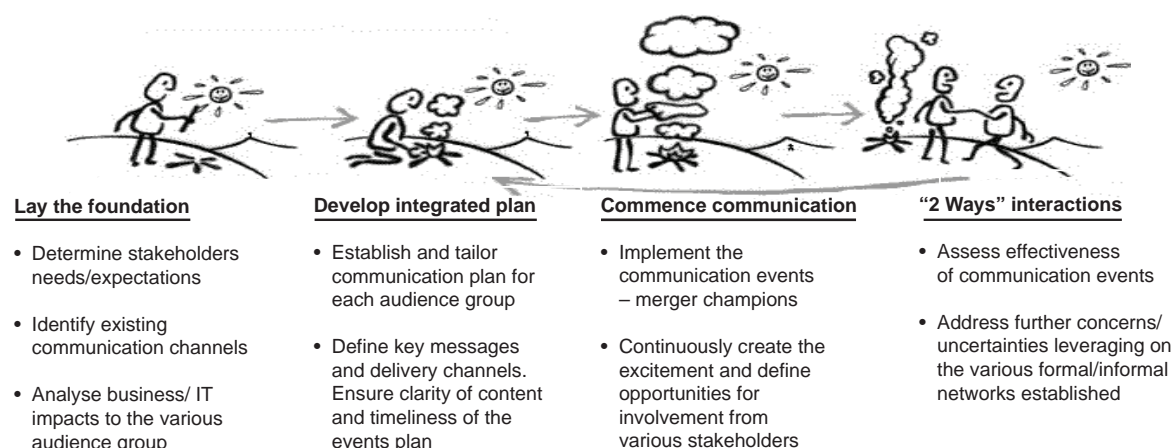 Lay the foundation
• Determine stakeholders
needs/expectations
• Identify existing
communication channels
• Analyse business/ IT
impacts to the various
audience group
Develop integrated plan
• Establish and tailor
communication plan for
each audience group
• Define key messages
and delivery channels.
Ensure clarity of content
and timeliness of the
events plan
Commence communication
• Implement the
communication events
– merger champions
• Continuously create the
excitement and define
opportunities for
involvement from
various stakeholders
“2 Ways” interactions
• Assess effectiveness
of communication events
• Address further concerns/
uncertainties leveraging on
the various formal/informal
networks established